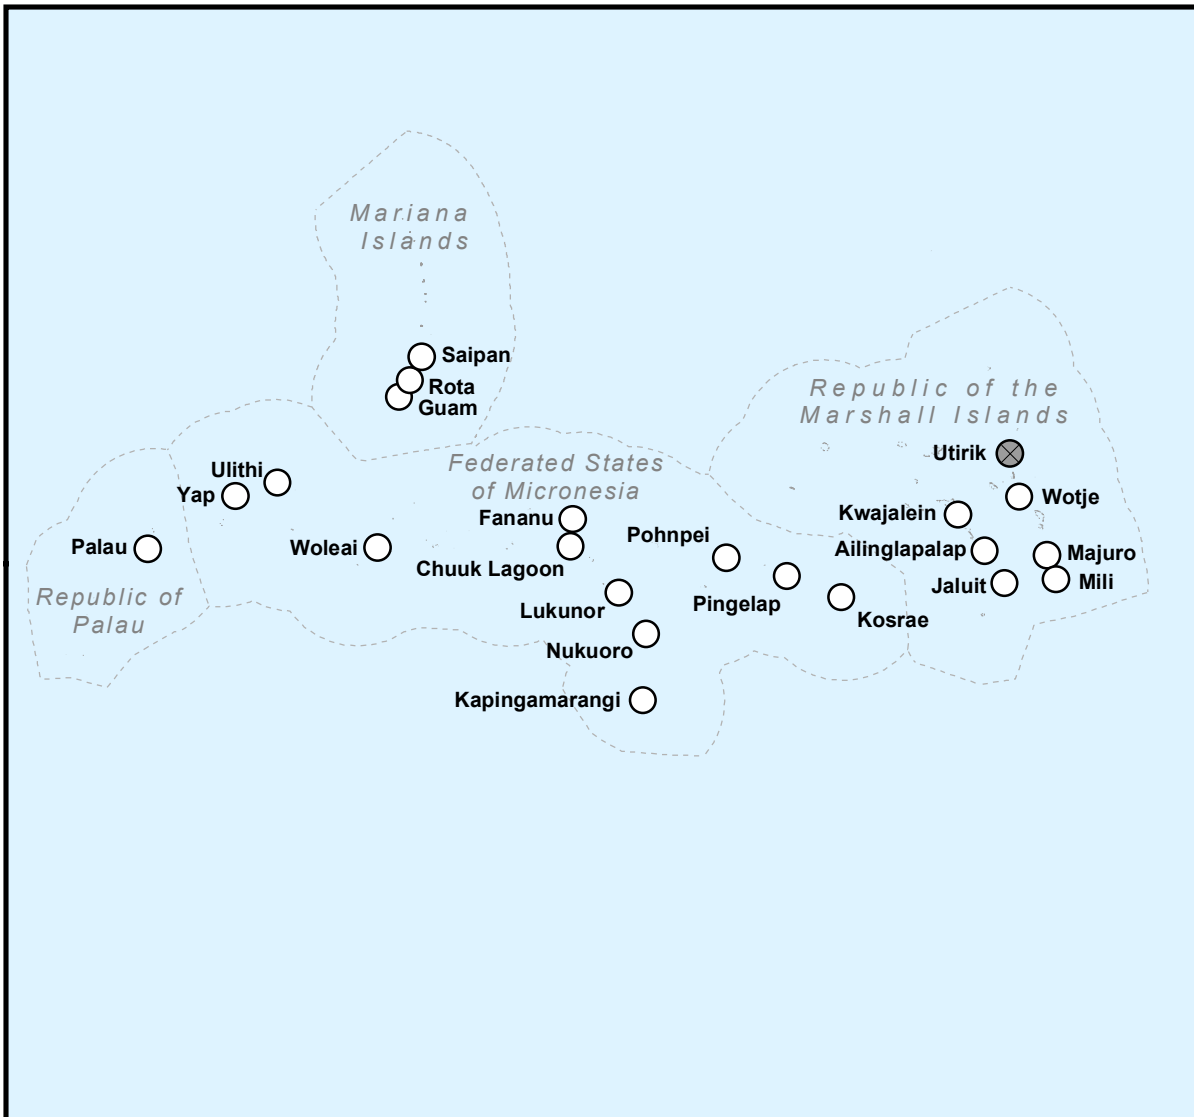 Mariana
Islands
Saipan
Rota
Guam
Republic of the
Marshall Islands
Utirik
Wotje
Kwajalein
Ailinglapalap
Majuro
Jaluit
Mili
Federated States
of Micronesia
Ulithi
Yap
Fananu
Woleai
Chuuk Lagoon
Pohnpei
Lukunor
Pingelap
Kosrae
Nukuoro
Kapingamarangi
Palau
Republic of
Palau